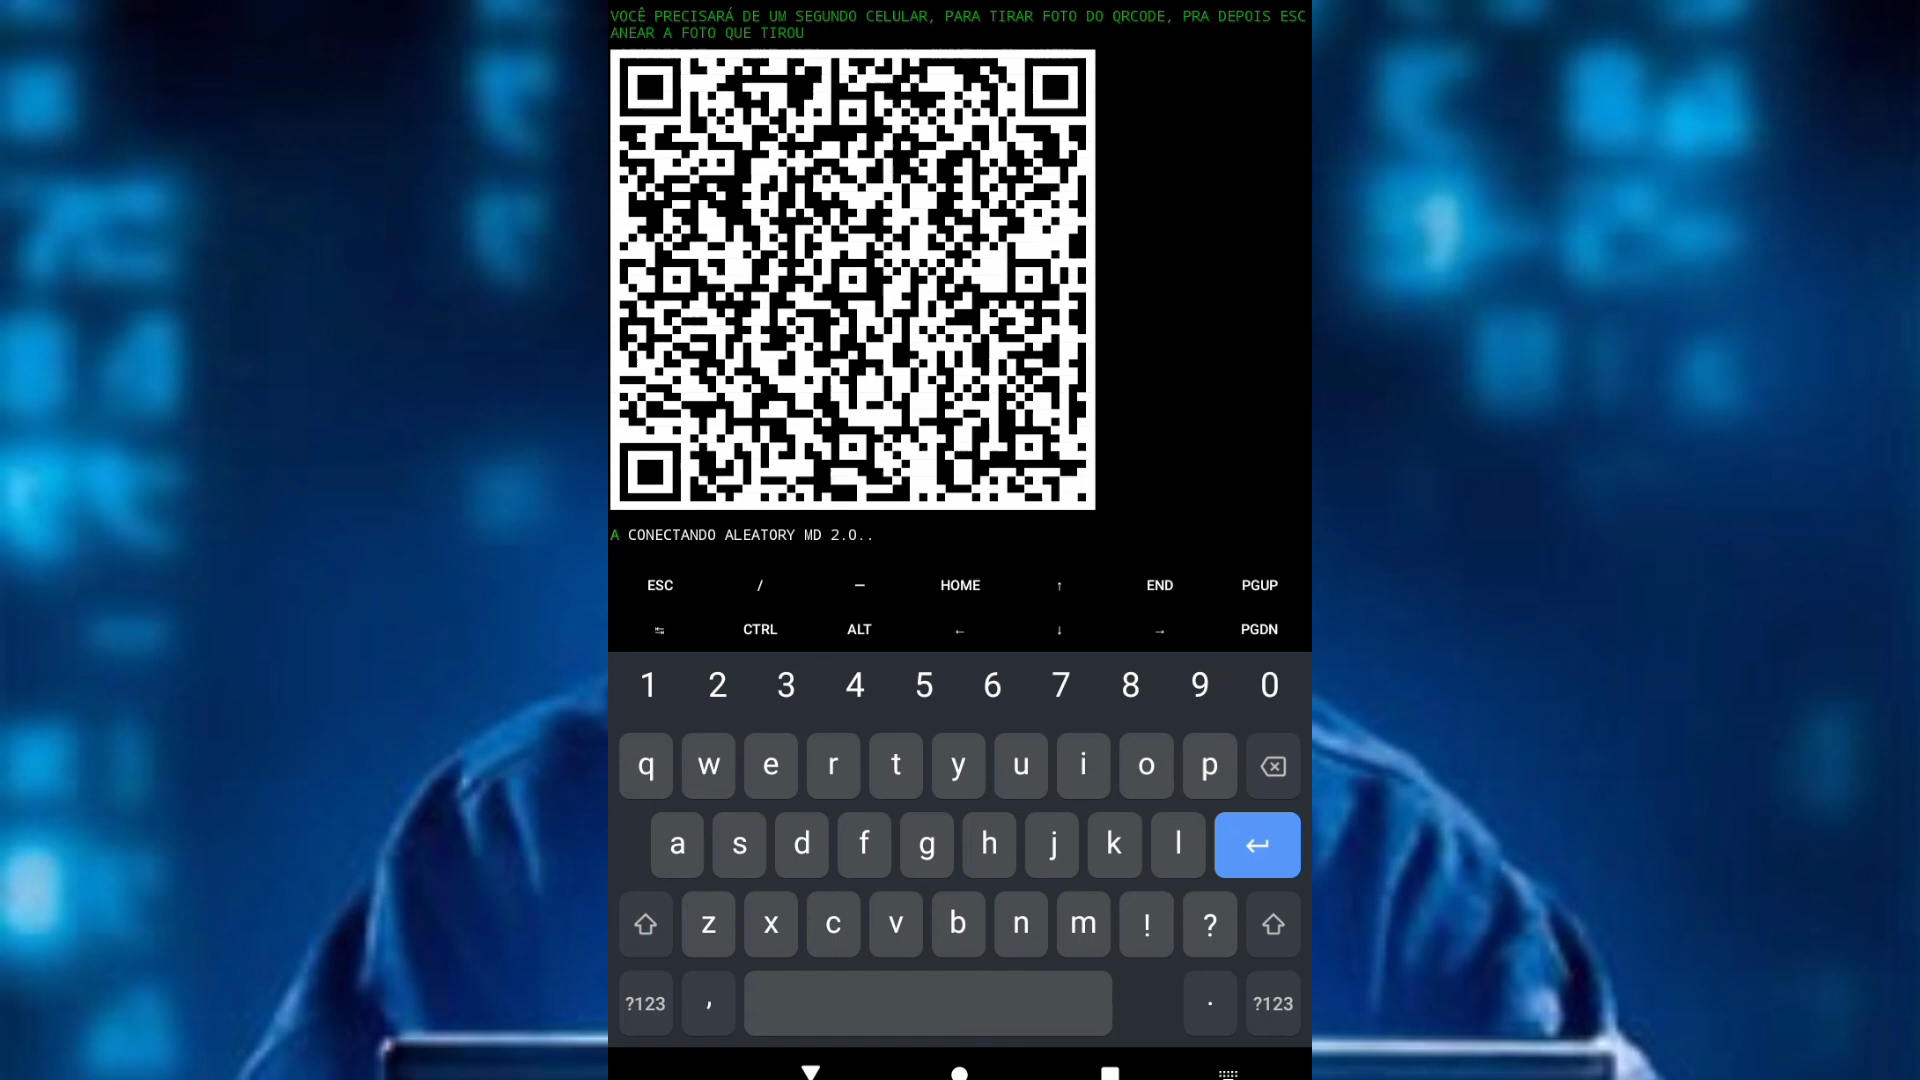 VOCÊ PRECISARÁ DE UM SEGUNDO CELULAR, PARA TIRAR FOTO DO QRCODE, PRA DEPOIS ESC
ANEAR A FOTO QUE TIROU
A CONECTANDO ALEATORY MD 2.0..
ESC / — HOME ↑ END PGUP
↹ CTRL ALT ← ↓ → PGDN
1 2 3 4 5 6 7 8 9 0
q w e r t y u i o p
a s d f g h j k l
z x c v b n m ! ?
?123 , . ?123